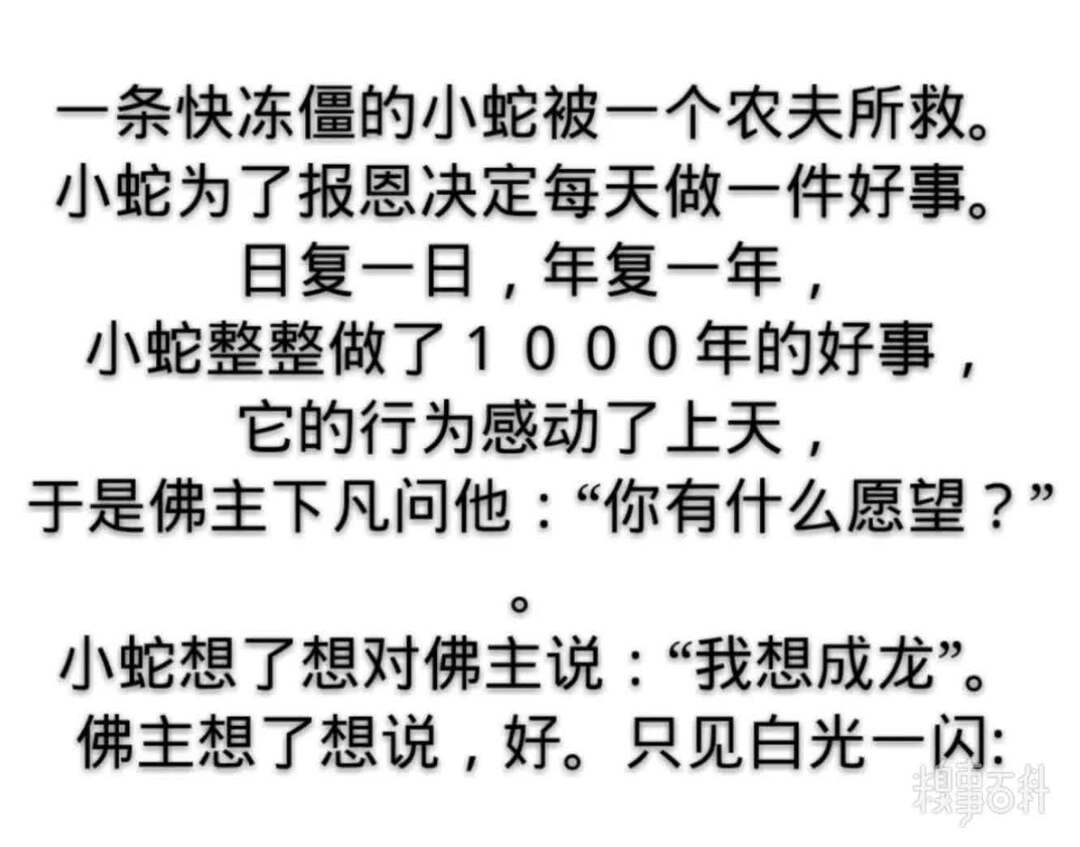 一条快冻僵的小蛇被一个农夫所救。
小蛇为了报恩决定每天做一件好事。
日复一日，年复一年，
小蛇整整做了１０００年的好事，
它的行为感动了上天，
于是佛主下凡问他：“你有什么愿望？”
。
小蛇想了想对佛主说：“我想成龙”。
佛主想了想说，好。只见白光一闪:
糗事百科